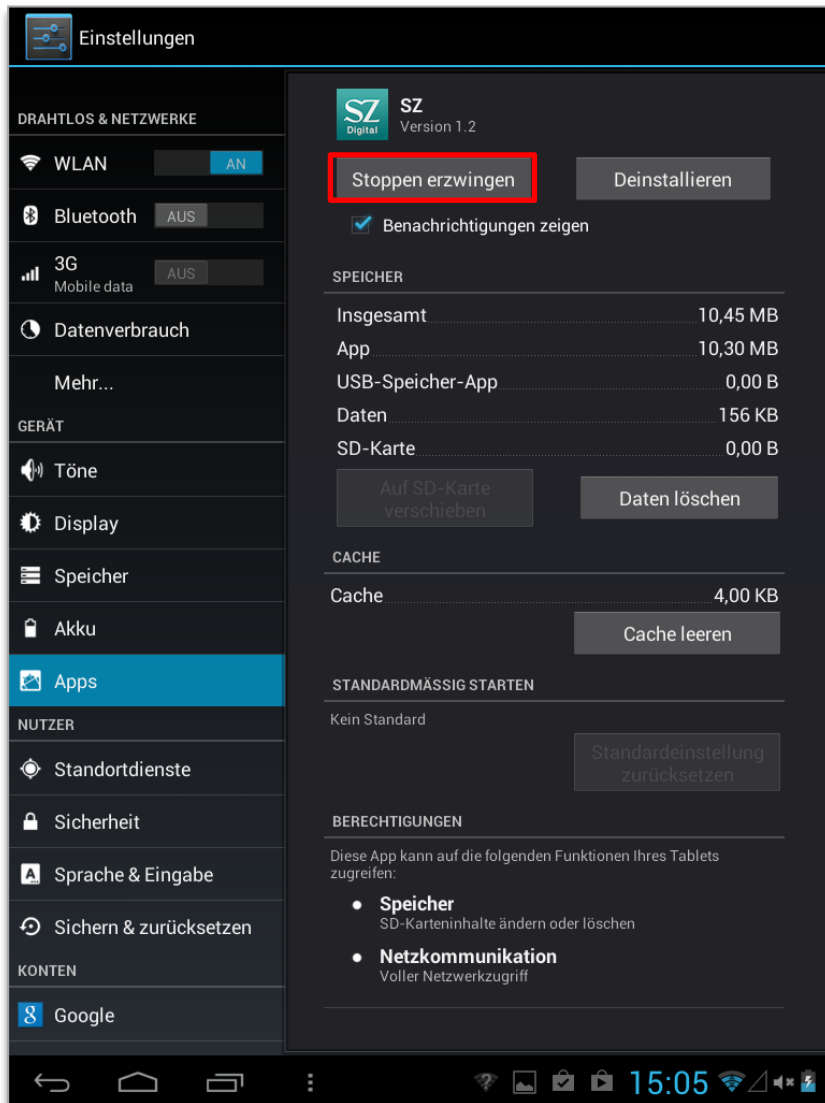 Einstellungen
DRAHTLOS & NETZWERKE
WLAN AN
Bluetooth AUS
3G
Mobile data AUS
Datenverbrauch
Mehr...
GERÄT
Töne
Display
Speicher
Akku
Apps
NUTZER
Standortdienste
Sicherheit
Sprache & Eingabe
Sichern & zurücksetzen
KONTEN
Google
SZ
Digital
SZ
Version 1.2
Stoppen erzwingen
Deinstallieren
Benachrichtigungen zeigen
SPEICHER
Insgesamt 10,45 MB
App 10,30 MB
USB-Speicher-App 0,00 B
Daten 156 KB
SD-Karte 0,00 B
Auf SD-Karte
verschieben
Daten löschen
CACHE
Cache 4,00 KB
Cache leeren
STANDARDMÄSSIG STARTEN
Kein Standard
Standardeinstellung
zurücksetzen
BERECHTIGUNGEN
Diese App kann auf die folgenden Funktionen Ihres Tablets
zugreifen:
Speicher
SD-Karteninhalte ändern oder löschen
Netzkommunikation
Voller Netzwerkzugriff
15:05